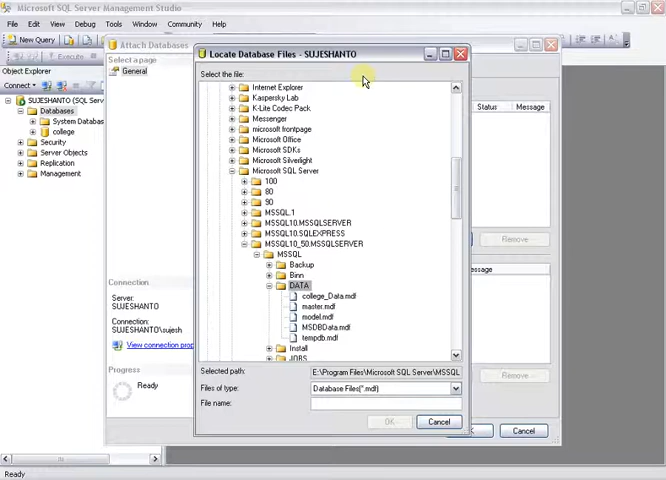 Microsoft SQL Server Management Studio
File Edit View Debug Tools Window Community Help
New Query
Execute
Object Explorer
Connect
SUJESHANTO (SQL Serv
Databases
System Databas
college
Security
Server Objects
Replication
Management
Attach Databases
Select a page
General
Connection
Server:
SUJESHANTO
Connection:
SUJESHANTO\sujesh
View connection prop
Progress
Ready
Status Message
Remove
essage
Remove
Cancel
Locate Database Files - SUJESHANTO
Select the file:
Internet Explorer
Kaspersky Lab
K-Lite Codec Pack
Messenger
microsoft frontpage
Microsoft Office
Microsoft SDKs
Microsoft Silverlight
Microsoft SQL Server
100
80
90
MSSQL.1
MSSQL10.MSSQLSERVER
MSSQL10.SQLEXPRESS
MSSQL10_50.MSSQLSERVER
MSSQL
Backup
Binn
DATA
college_Data.mdf
master.mdf
model.mdf
MSDBData.mdf
tempdb.mdf
Install
JOBS
Selected path: E:\Program Files\Microsoft SQL Server\MSSQL
Files of type: Database Files(*.mdf)
File name:
OK Cancel
Ready